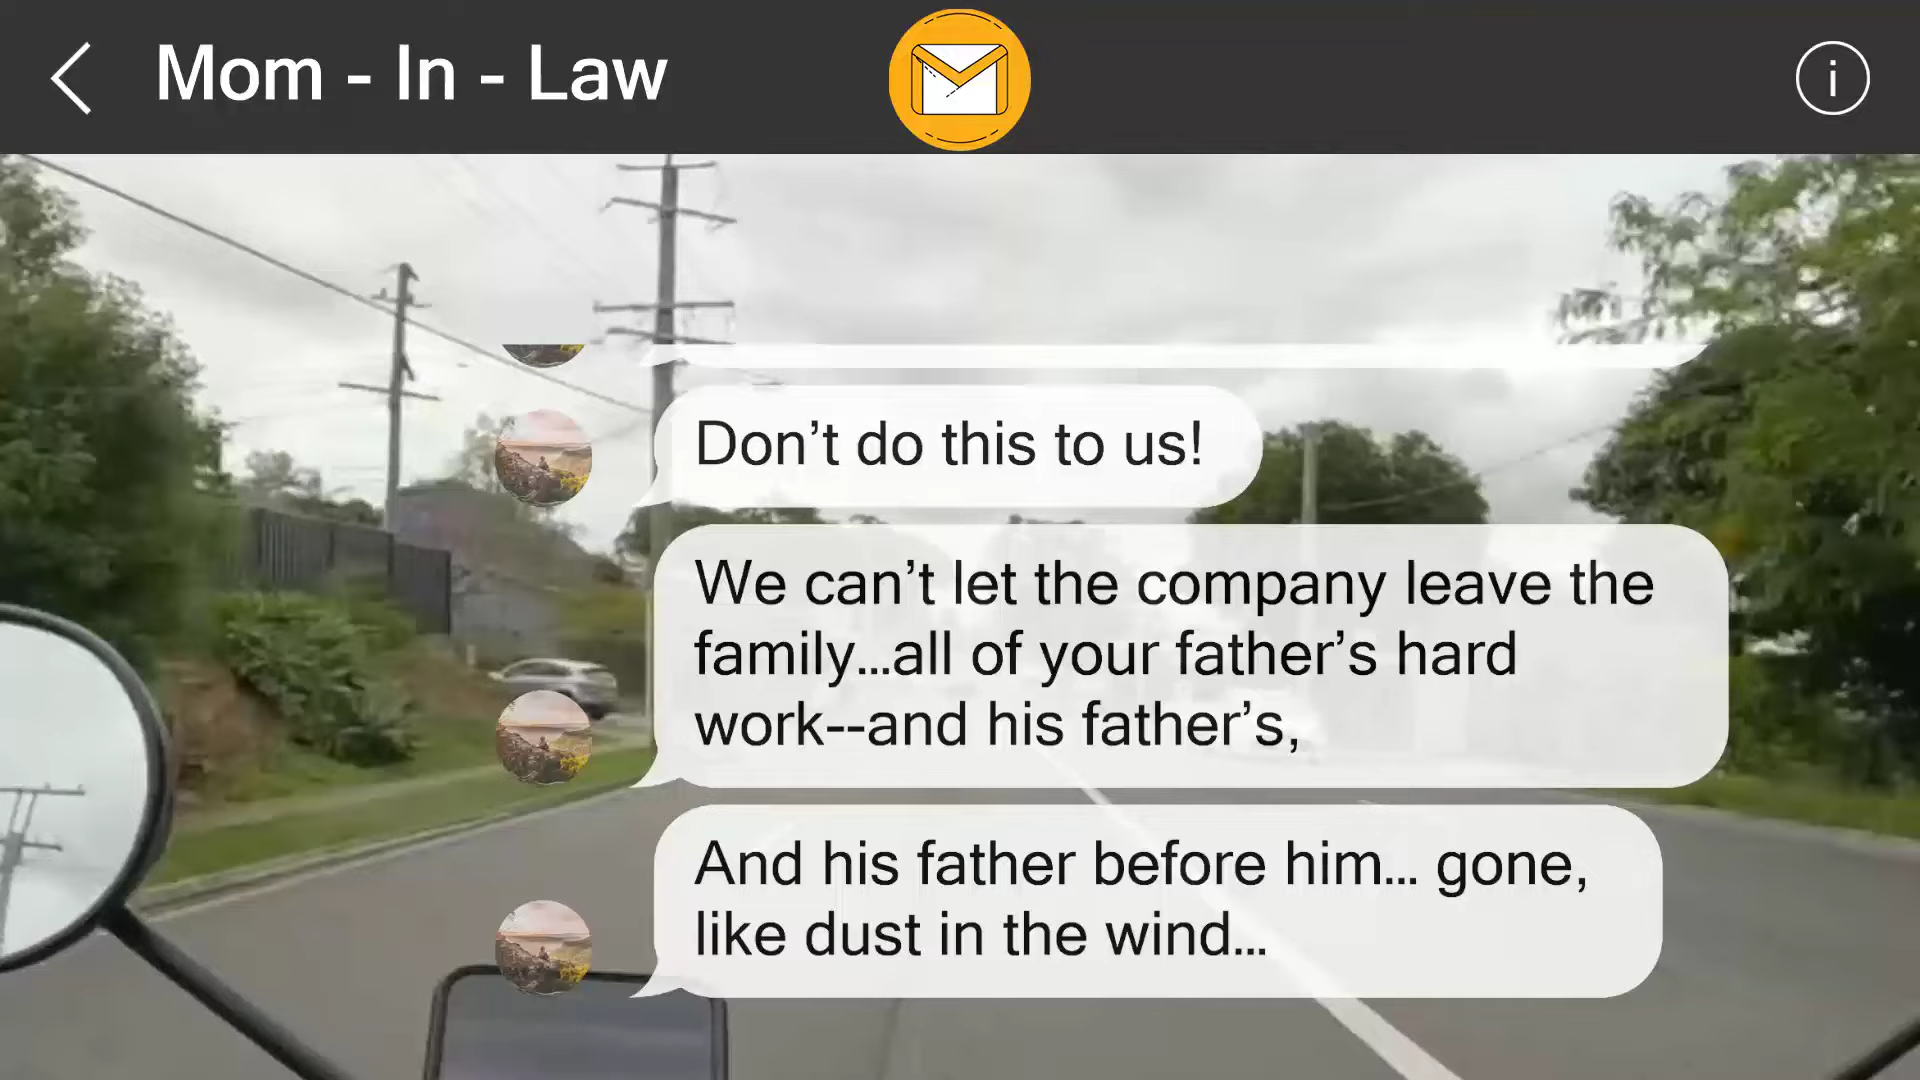 Mom - In - Law
i
Don’t do this to us!
We can’t let the company leave the
family...all of your father’s hard
work--and his father’s,
And his father before him... gone,
like dust in the wind...